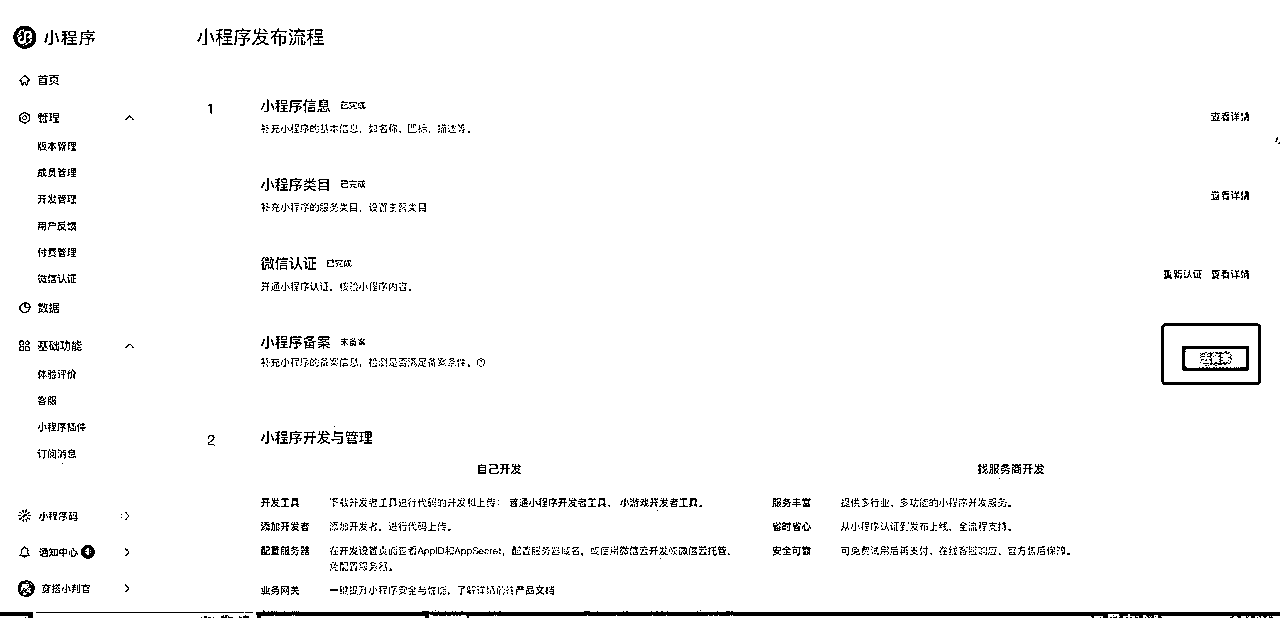 小程序
小程序发布流程
首页
管理
版本管理
成员管理
开发管理
用户反馈
付费管理
微信认证
数据
基础功能
体验评价
客服
小程序插件
订阅消息
小程序码
通知中心
穿搭小判官
1
小程序信息 已完成
补充小程序的基本信息，如名称、图标、描述等。
查看详情
小程序类目 已完成
补充小程序的服务类目，设置主营类目
查看详情
微信认证 已完成
开通小程序认证，核验小程序内容。
重新认证 查看详情
小程序备案 未备案
补充小程序的备案信息，检测是否满足备案条件。
去备案
2
小程序开发与管理
自己开发
开发工具 下载开发者工具进行代码的开发和上传： 普通小程序开发者工具、 小游戏开发者工具。
添加开发者 添加开发者，进行代码上传。
配置服务器 在开发设置页面查看AppID和AppSecret，配置服务器域名，或使用微信云开发或微信云托管，
免配置服务器。
业务网关 一键提升小程序安全与性能，了解详情前往产品文档
找服务商开发
服务丰富 提供多行业、多功能的小程序开发服务。
省时省心 从小程序认证到发布上线，全流程支持。
安全可靠 可免费试用后再支付，在线客服响应，官方售后保障。